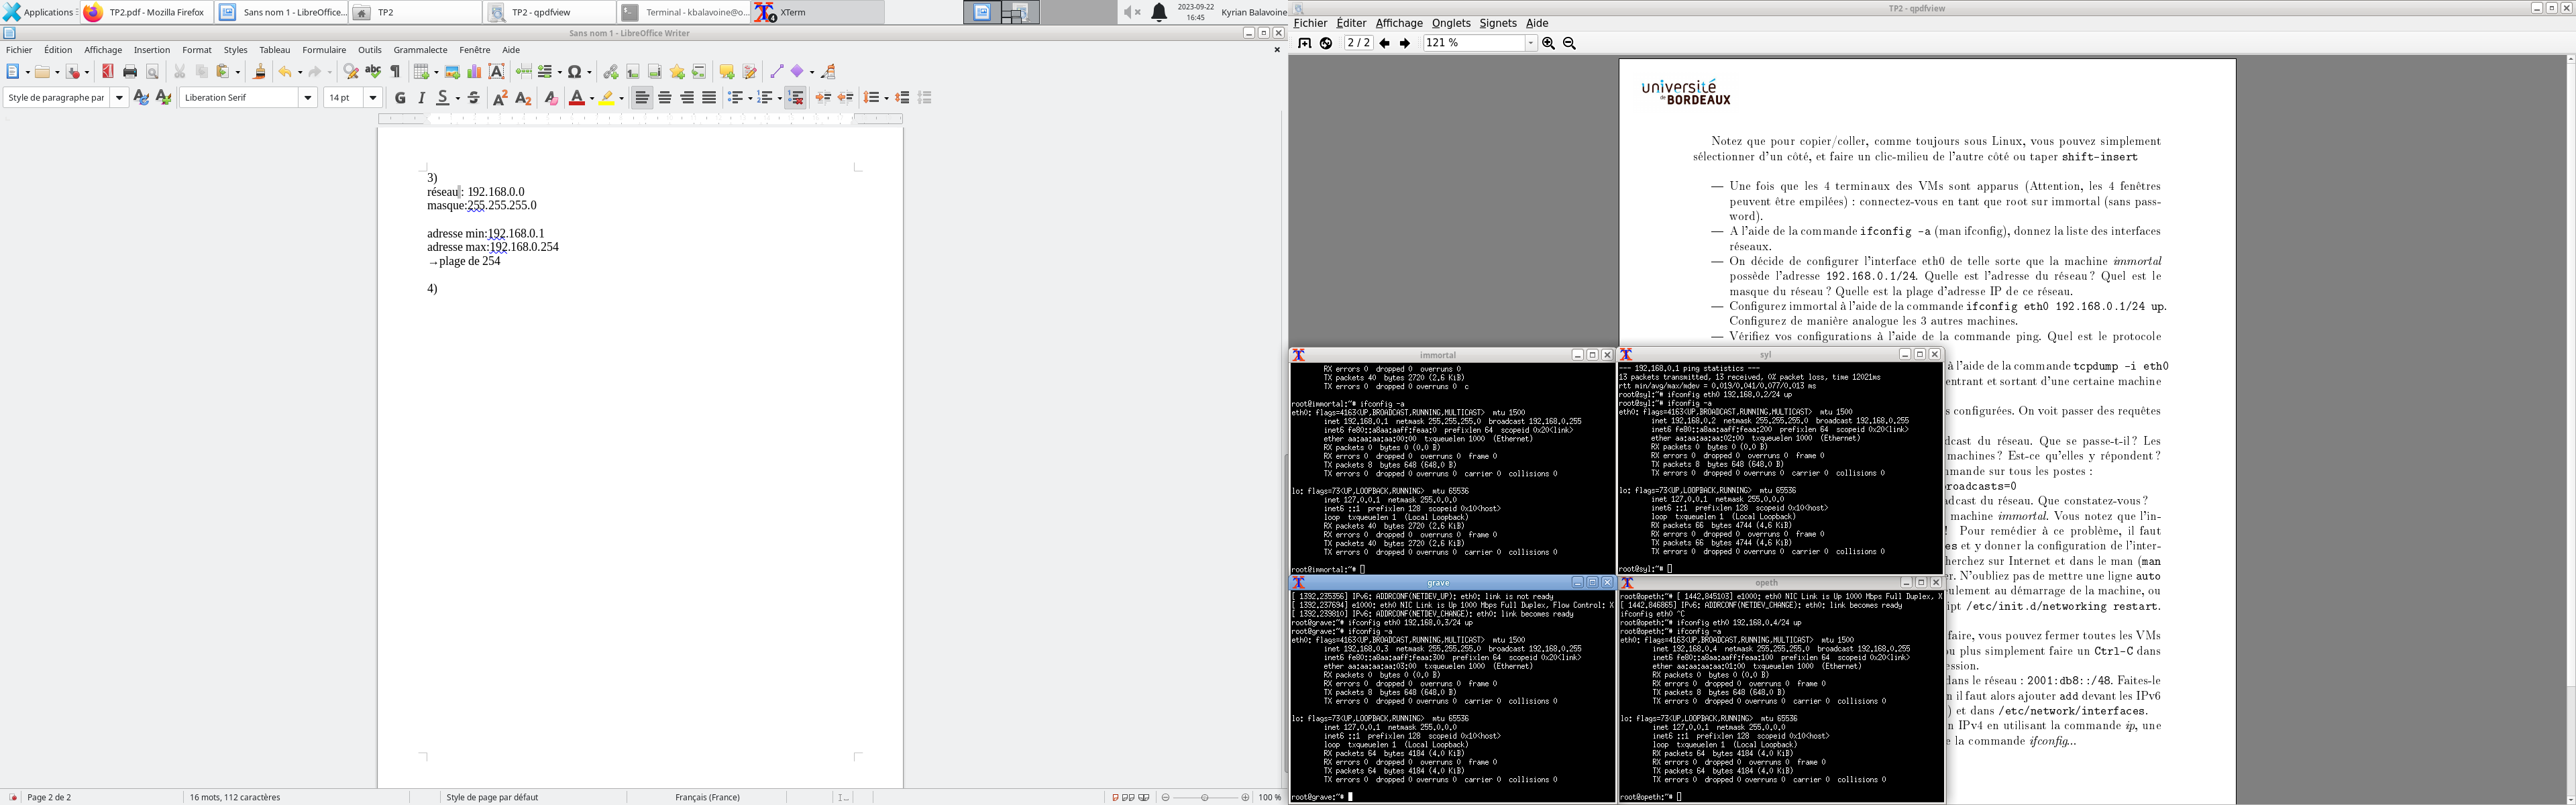 Applications
TP2.pdf - Mozilla Firefox
Sans nom 1 - LibreOffice...
TP2
TP2 - qpdfview
Terminal - kbalavoine@o...
XTerm
2023-09-22
16:45
Kyrian Balavoine
Sans nom 1 - LibreOffice Writer
Fichier Édition Affichage Insertion Format Styles Tableau Formulaire Outils Grammalecte Fenêtre Aide
Style de paragraphe par
Liberation Serif
14 pt
3)
réseau : 192.168.0.0
masque:255.255.255.0
adresse min:192.168.0.1
adresse max:192.168.0.254
→plage de 254
4)
Page 2 de 2
16 mots, 112 caractères
Style de page par défaut
Français (France)
100 %
TP2 - qpdfview
Fichier Éditer Affichage Onglets Signets Aide
2 / 2
121 %
université
de BORDEAUX
Notez que pour copier/coller, comme toujours sous Linux, vous pouvez simplement
sélectionner d'un côté, et faire un clic-milieu de l'autre côté ou taper shift-insert
— Une fois que les 4 terminaux des VMs sont apparus (Attention, les 4 fenêtres
peuvent être empilées) : connectez-vous en tant que root sur immortal (sans pass-
word).
— A l'aide de la commande ifconfig -a (man ifconfig), donnez la liste des interfaces
réseaux.
— On décide de configurer l'interface eth0 de telle sorte que la machine immortal
possède l'adresse 192.168.0.1/24. Quelle est l'adresse du réseau ? Quel est le
masque du réseau ? Quelle est la plage d'adresse IP de ce réseau.
— Configurez immortal à l'aide de la commande ifconfig eth0 192.168.0.1/24 up.
Configurez de manière analogue les 3 autres machines.
— Vérifiez vos configurations à l'aide de la commande ping. Quel est le protocole
à l'aide de la commande tcpdump -i eth0
entrant et sortant d'une certaine machine
s configurées. On voit passer des requêtes
dcast du réseau. Que se passe-t-il ? Les
machines ? Est-ce qu'elles y répondent ?
mmande sur tous les postes :
roadcasts=0
dcast du réseau. Que constatez-vous ?
machine immortal. Vous notez que l'in-
! Pour remédier à ce problème, il faut
es et y donner la configuration de l'inter-
herchez sur Internet et dans le man (man
er. N'oubliez pas de mettre une ligne auto
ulement au démarrage de la machine, ou
ipt /etc/init.d/networking restart.
faire, vous pouvez fermer toutes les VMs
ou plus simplement faire un Ctrl-C dans
ession.
dans le réseau : 2001:db8::/48. Faites-le
n il faut alors ajouter add devant les IPv6
) et dans /etc/network/interfaces.
n IPv4 en utilisant la commande ip, une
e la commande ifconfig...
immortal
RX errors 0 dropped 0 overruns 0
TX packets 40 bytes 2720 (2.6 KiB)
TX errors 0 dropped 0 overruns 0 c
root@immortal:~# ifconfig -a
eth0: flags=4163<UP,BROADCAST,RUNNING,MULTICAST> mtu 1500
inet 192.168.0.1 netmask 255.255.255.0 broadcast 192.168.0.255
inet6 fe80::a8aa:aaff:feaa:0 prefixlen 64 scopeid 0x20<link>
ether aa:aa:aa:aa:00:00 txqueuelen 1000 (Ethernet)
RX packets 0 bytes 0 (0.0 B)
RX errors 0 dropped 0 overruns 0 frame 0
TX packets 8 bytes 648 (648.0 B)
TX errors 0 dropped 0 overruns 0 carrier 0 collisions 0
lo: flags=73<UP,LOOPBACK,RUNNING> mtu 65536
inet 127.0.0.1 netmask 255.0.0.0
inet6 ::1 prefixlen 128 scopeid 0x10<host>
loop txqueuelen 1 (Local Loopback)
RX packets 40 bytes 2720 (2.6 KiB)
RX errors 0 dropped 0 overruns 0 frame 0
TX packets 40 bytes 2720 (2.6 KiB)
TX errors 0 dropped 0 overruns 0 carrier 0 collisions 0
root@immortal:~#
syl
--- 192.168.0.1 ping statistics ---
13 packets transmitted, 13 received, 0% packet loss, time 12021ms
rtt min/avg/max/mdev = 0.019/0.041/0.077/0.013 ms
root@syl:~# ifconfig eth0 192.168.0.2/24 up
root@syl:~# ifconfig -a
eth0: flags=4163<UP,BROADCAST,RUNNING,MULTICAST> mtu 1500
inet 192.168.0.2 netmask 255.255.255.0 broadcast 192.168.0.255
inet6 fe80::a8aa:aaff:feaa:200 prefixlen 64 scopeid 0x20<link>
ether aa:aa:aa:aa:02:00 txqueuelen 1000 (Ethernet)
RX packets 0 bytes 0 (0.0 B)
RX errors 0 dropped 0 overruns 0 frame 0
TX packets 8 bytes 648 (648.0 B)
TX errors 0 dropped 0 overruns 0 carrier 0 collisions 0
lo: flags=73<UP,LOOPBACK,RUNNING> mtu 65536
inet 127.0.0.1 netmask 255.0.0.0
inet6 ::1 prefixlen 128 scopeid 0x10<host>
loop txqueuelen 1 (Local Loopback)
RX packets 66 bytes 4744 (4.6 KiB)
RX errors 0 dropped 0 overruns 0 frame 0
TX packets 66 bytes 4744 (4.6 KiB)
TX errors 0 dropped 0 overruns 0 carrier 0 collisions 0
root@syl:~#
grave
[ 1392.235356] IPv6: ADDRCONF(NETDEV_UP): eth0: link is not ready
[ 1392.237694] e1000: eth0 NIC Link is Up 1000 Mbps Full Duplex, Flow Control: X
[ 1392.239810] IPv6: ADDRCONF(NETDEV_CHANGE): eth0: link becomes ready
root@grave:~# ifconfig eth0 192.168.0.3/24 up
root@grave:~# ifconfig -a
eth0: flags=4163<UP,BROADCAST,RUNNING,MULTICAST> mtu 1500
inet 192.168.0.3 netmask 255.255.255.0 broadcast 192.168.0.255
inet6 fe80::a8aa:aaff:feaa:300 prefixlen 64 scopeid 0x20<link>
ether aa:aa:aa:aa:03:00 txqueuelen 1000 (Ethernet)
RX packets 0 bytes 0 (0.0 B)
RX errors 0 dropped 0 overruns 0 frame 0
TX packets 8 bytes 648 (648.0 B)
TX errors 0 dropped 0 overruns 0 carrier 0 collisions 0
lo: flags=73<UP,LOOPBACK,RUNNING> mtu 65536
inet 127.0.0.1 netmask 255.0.0.0
inet6 ::1 prefixlen 128 scopeid 0x10<host>
loop txqueuelen 1 (Local Loopback)
RX packets 64 bytes 4184 (4.0 KiB)
RX errors 0 dropped 0 overruns 0 frame 0
TX packets 64 bytes 4184 (4.0 KiB)
TX errors 0 dropped 0 overruns 0 carrier 0 collisions 0
root@grave:~#
opeth
root@opeth:~# [ 1442.845103] e1000: eth0 NIC Link is Up 1000 Mbps Full Duplex, X
[ 1442.846865] IPv6: ADDRCONF(NETDEV_CHANGE): eth0: link becomes ready
ifconfig eth0 ^C
root@opeth:~# ifconfig eth0 192.168.0.4/24 up
root@opeth:~# ifconfig -a
eth0: flags=4163<UP,BROADCAST,RUNNING,MULTICAST> mtu 1500
inet 192.168.0.4 netmask 255.255.255.0 broadcast 192.168.0.255
inet6 fe80::a8aa:aaff:feaa:100 prefixlen 64 scopeid 0x20<link>
ether aa:aa:aa:aa:01:00 txqueuelen 1000 (Ethernet)
RX packets 0 bytes 0 (0.0 B)
RX errors 0 dropped 0 overruns 0 frame 0
TX packets 8 bytes 648 (648.0 B)
TX errors 0 dropped 0 overruns 0 carrier 0 collisions 0
lo: flags=73<UP,LOOPBACK,RUNNING> mtu 65536
inet 127.0.0.1 netmask 255.0.0.0
inet6 ::1 prefixlen 128 scopeid 0x10<host>
loop txqueuelen 1 (Local Loopback)
RX packets 64 bytes 4184 (4.0 KiB)
RX errors 0 dropped 0 overruns 0 frame 0
TX packets 64 bytes 4184 (4.0 KiB)
TX errors 0 dropped 0 overruns 0 carrier 0 collisions 0
root@opeth:~#